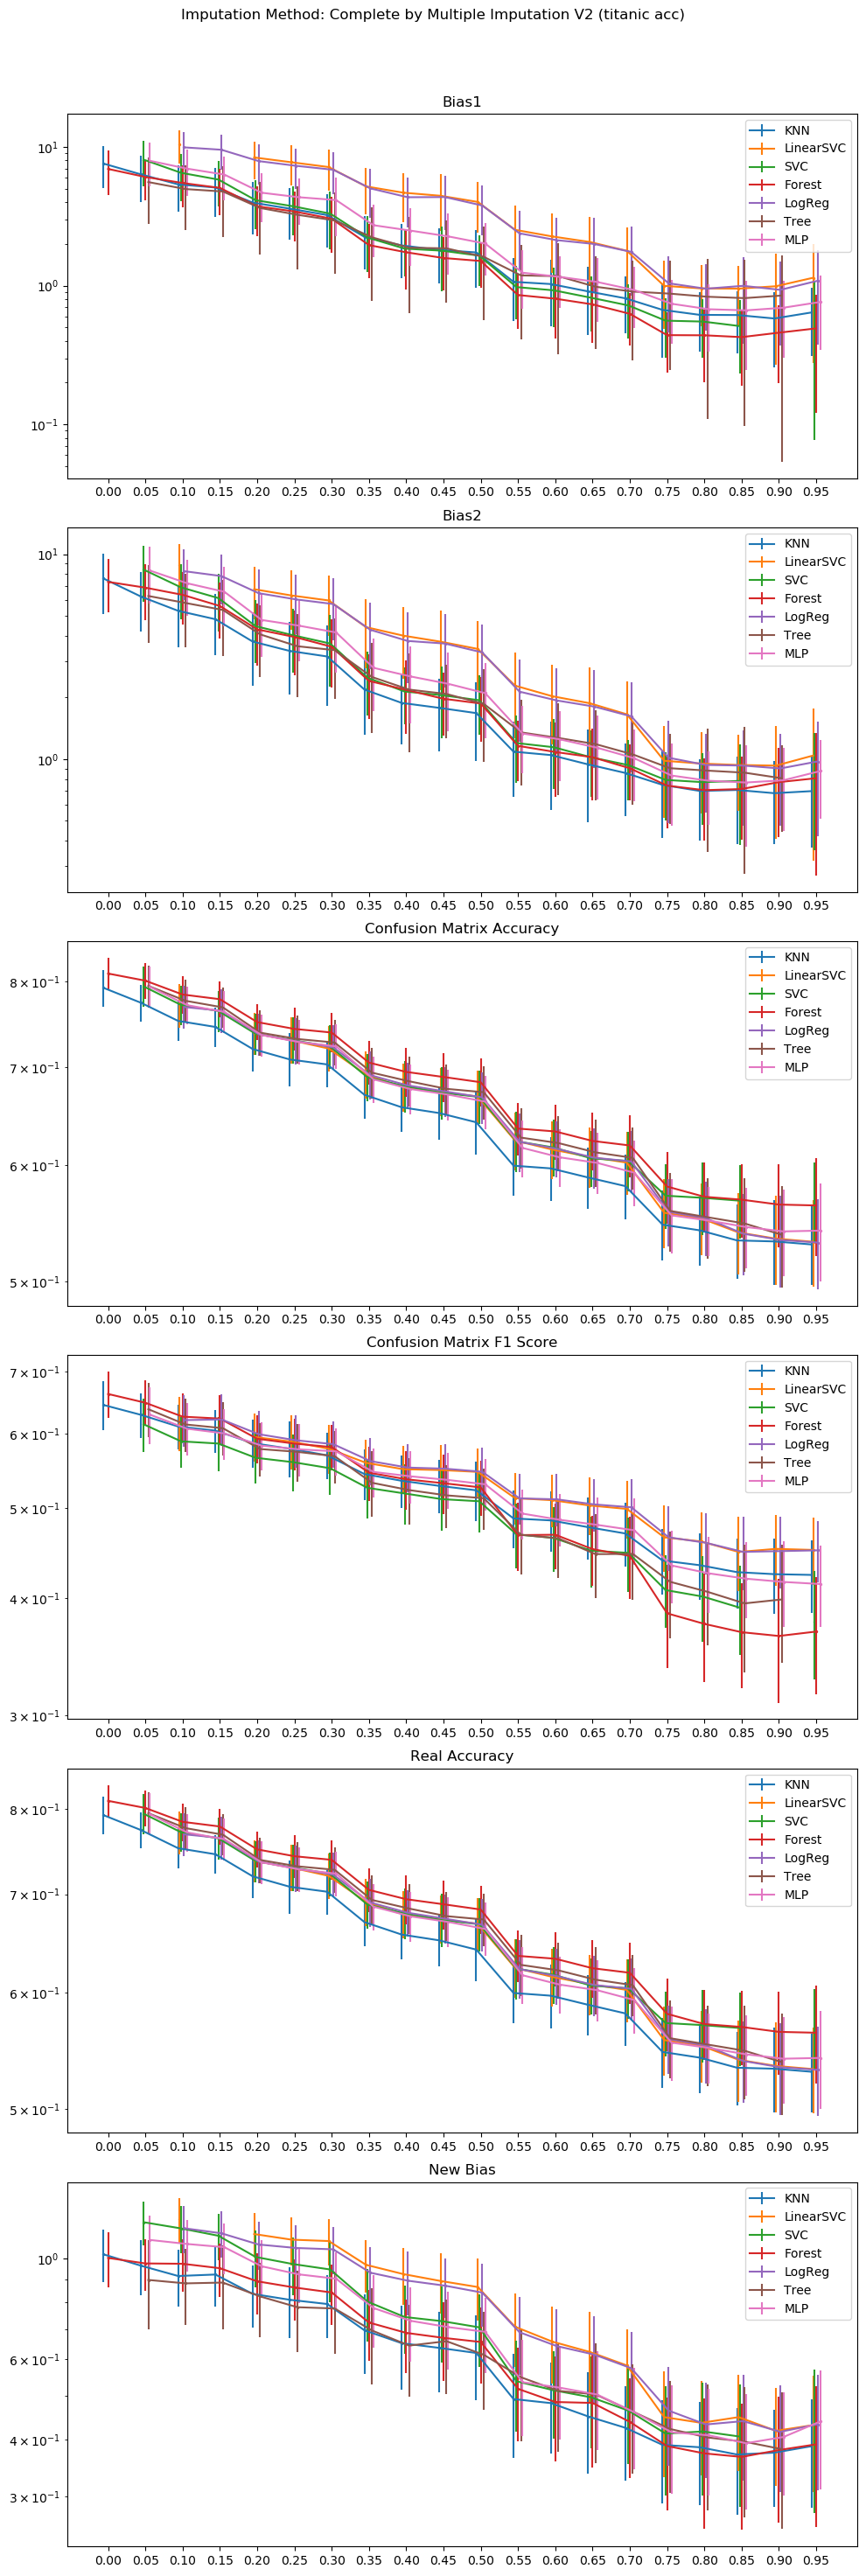 Imputation Method: Complete by Multiple Imputation V2 (titanic acc)
Bias1
10¹
10⁰
10⁻¹
KNN
LinearSVC
SVC
Forest
LogReg
Tree
MLP
0.00 0.05 0.10 0.15 0.20 0.25 0.30 0.35 0.40 0.45 0.50 0.55 0.60 0.65 0.70 0.75 0.80 0.85 0.90 0.95
Bias2
10¹
10⁰
KNN
LinearSVC
SVC
Forest
LogReg
Tree
MLP
0.00 0.05 0.10 0.15 0.20 0.25 0.30 0.35 0.40 0.45 0.50 0.55 0.60 0.65 0.70 0.75 0.80 0.85 0.90 0.95
Confusion Matrix Accuracy
8 × 10⁻¹
7 × 10⁻¹
6 × 10⁻¹
5 × 10⁻¹
KNN
LinearSVC
SVC
Forest
LogReg
Tree
MLP
0.00 0.05 0.10 0.15 0.20 0.25 0.30 0.35 0.40 0.45 0.50 0.55 0.60 0.65 0.70 0.75 0.80 0.85 0.90 0.95
Confusion Matrix F1 Score
7 × 10⁻¹
6 × 10⁻¹
5 × 10⁻¹
4 × 10⁻¹
3 × 10⁻¹
KNN
LinearSVC
SVC
Forest
LogReg
Tree
MLP
0.00 0.05 0.10 0.15 0.20 0.25 0.30 0.35 0.40 0.45 0.50 0.55 0.60 0.65 0.70 0.75 0.80 0.85 0.90 0.95
Real Accuracy
8 × 10⁻¹
7 × 10⁻¹
6 × 10⁻¹
5 × 10⁻¹
KNN
LinearSVC
SVC
Forest
LogReg
Tree
MLP
0.00 0.05 0.10 0.15 0.20 0.25 0.30 0.35 0.40 0.45 0.50 0.55 0.60 0.65 0.70 0.75 0.80 0.85 0.90 0.95
New Bias
10⁰
6 × 10⁻¹
4 × 10⁻¹
3 × 10⁻¹
KNN
LinearSVC
SVC
Forest
LogReg
Tree
MLP
0.00 0.05 0.10 0.15 0.20 0.25 0.30 0.35 0.40 0.45 0.50 0.55 0.60 0.65 0.70 0.75 0.80 0.85 0.90 0.95